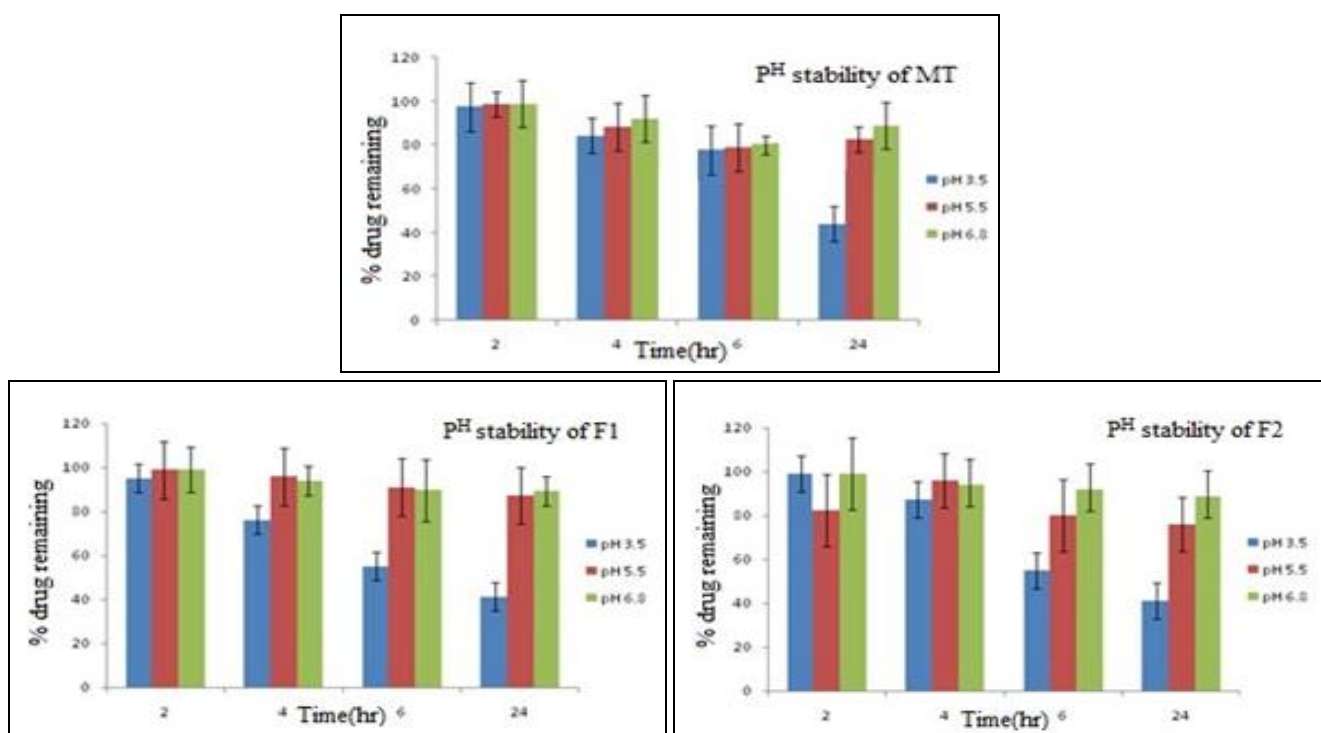 P^H stability of MT
120
100
80
60
40
20
0
% drug remaining
2 4 6 24
Time(hr)
pH 3.5
pH 5.5
pH 6.8
P^H stability of F1
120
100
80
60
40
20
0
% drug remaining
2 4 6 24
Time(hr)
pH 3.5
pH 5.5
pH 6.8
P^H stability of F2
120
100
80
60
40
20
0
% drug remaining
2 4 6 24
Time(hr)
pH 3.5
pH 5.5
pH 6.8